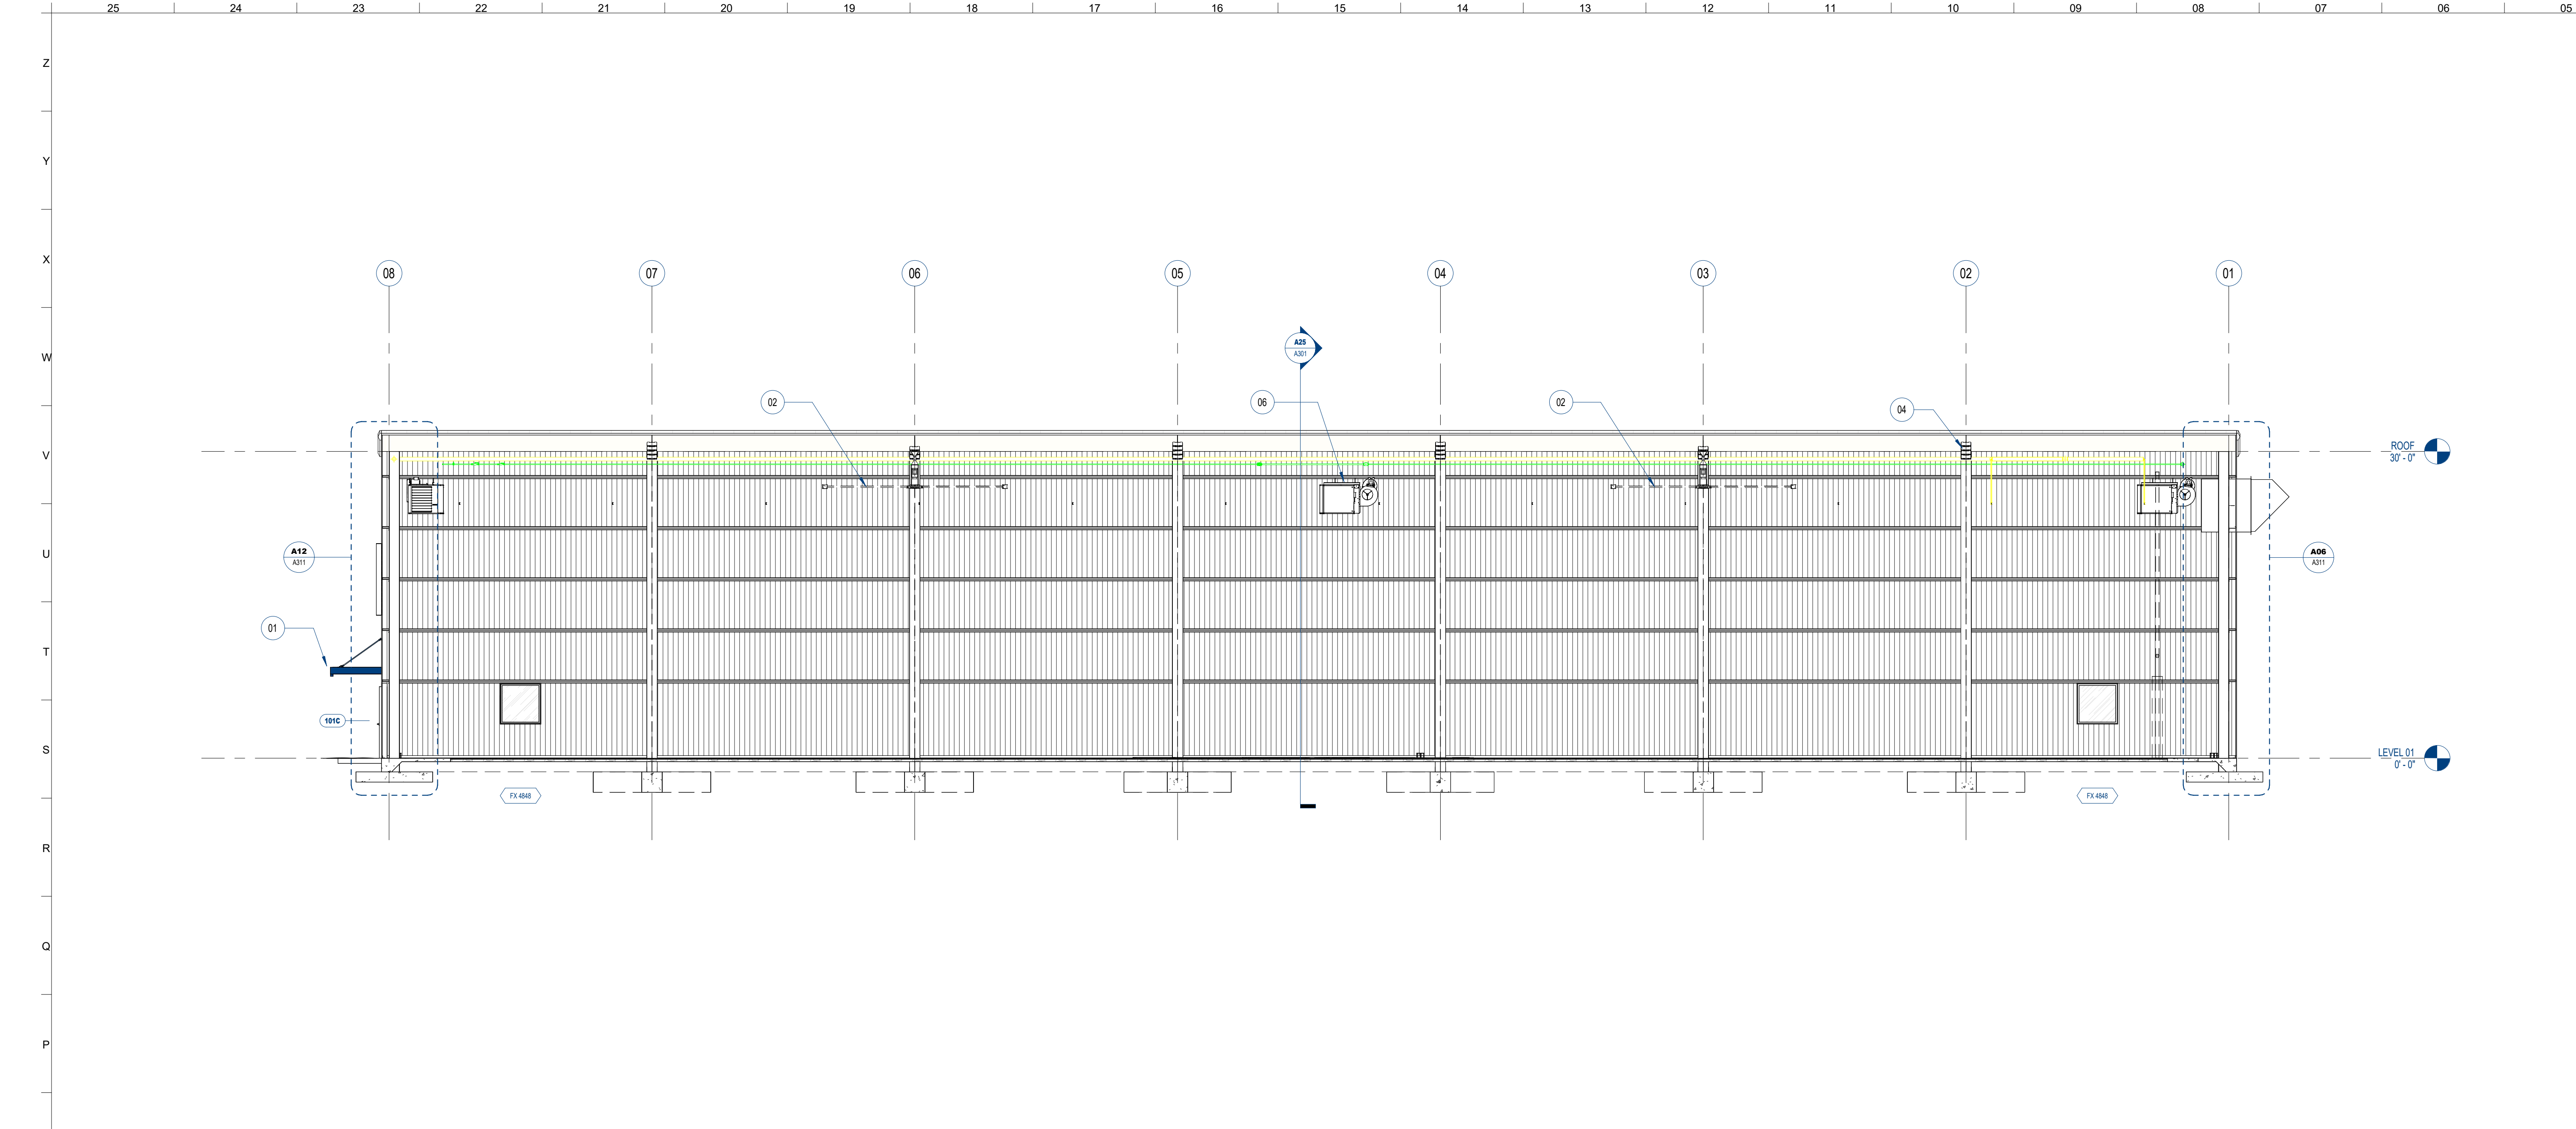 25 24 23 22 21 20 19 18 17 16 15 14 13 12 11 10 09 08 07 06 05
Z
Y
X
08 07 06 05 04 03 02 01
W
A25
A301
02 06 02 04
V
ROOF
30' - 0"
U
A12
A311
A06
A311
01
T
101C
S
LEVEL 01
0' - 0"
FX 4848 FX 4848
R
Q
P